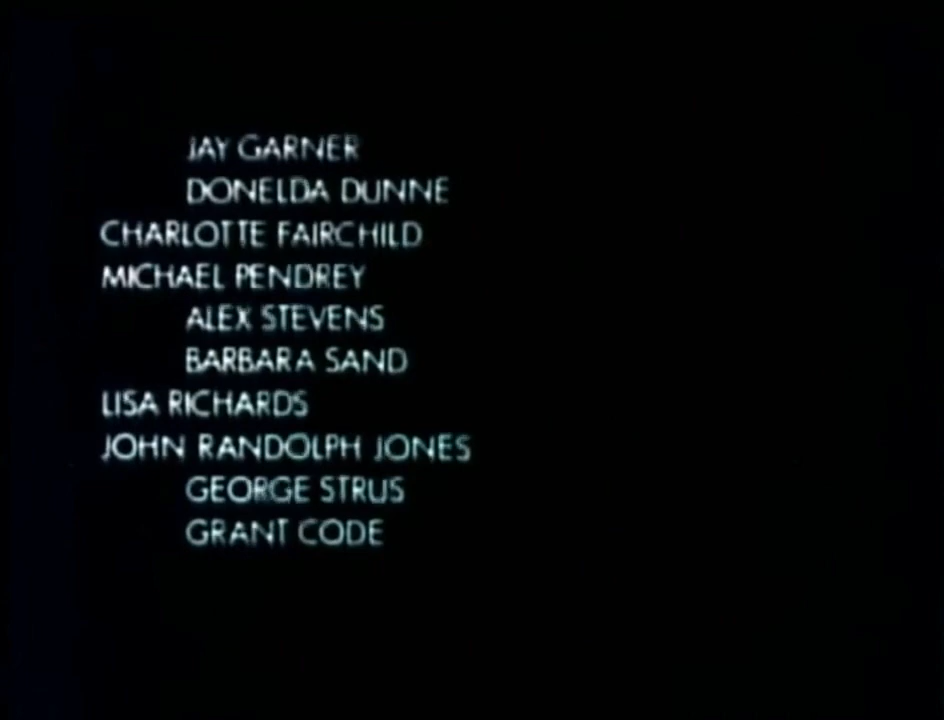 JAY GARNER
DONELDA DUNNE
CHARLOTTE FAIRCHILD
MICHAEL PENDREY
ALEX STEVENS
BARBARA SAND
LISA RICHARDS
JOHN RANDOLPH JONES
GEORGE STRUS
GRANT CODE